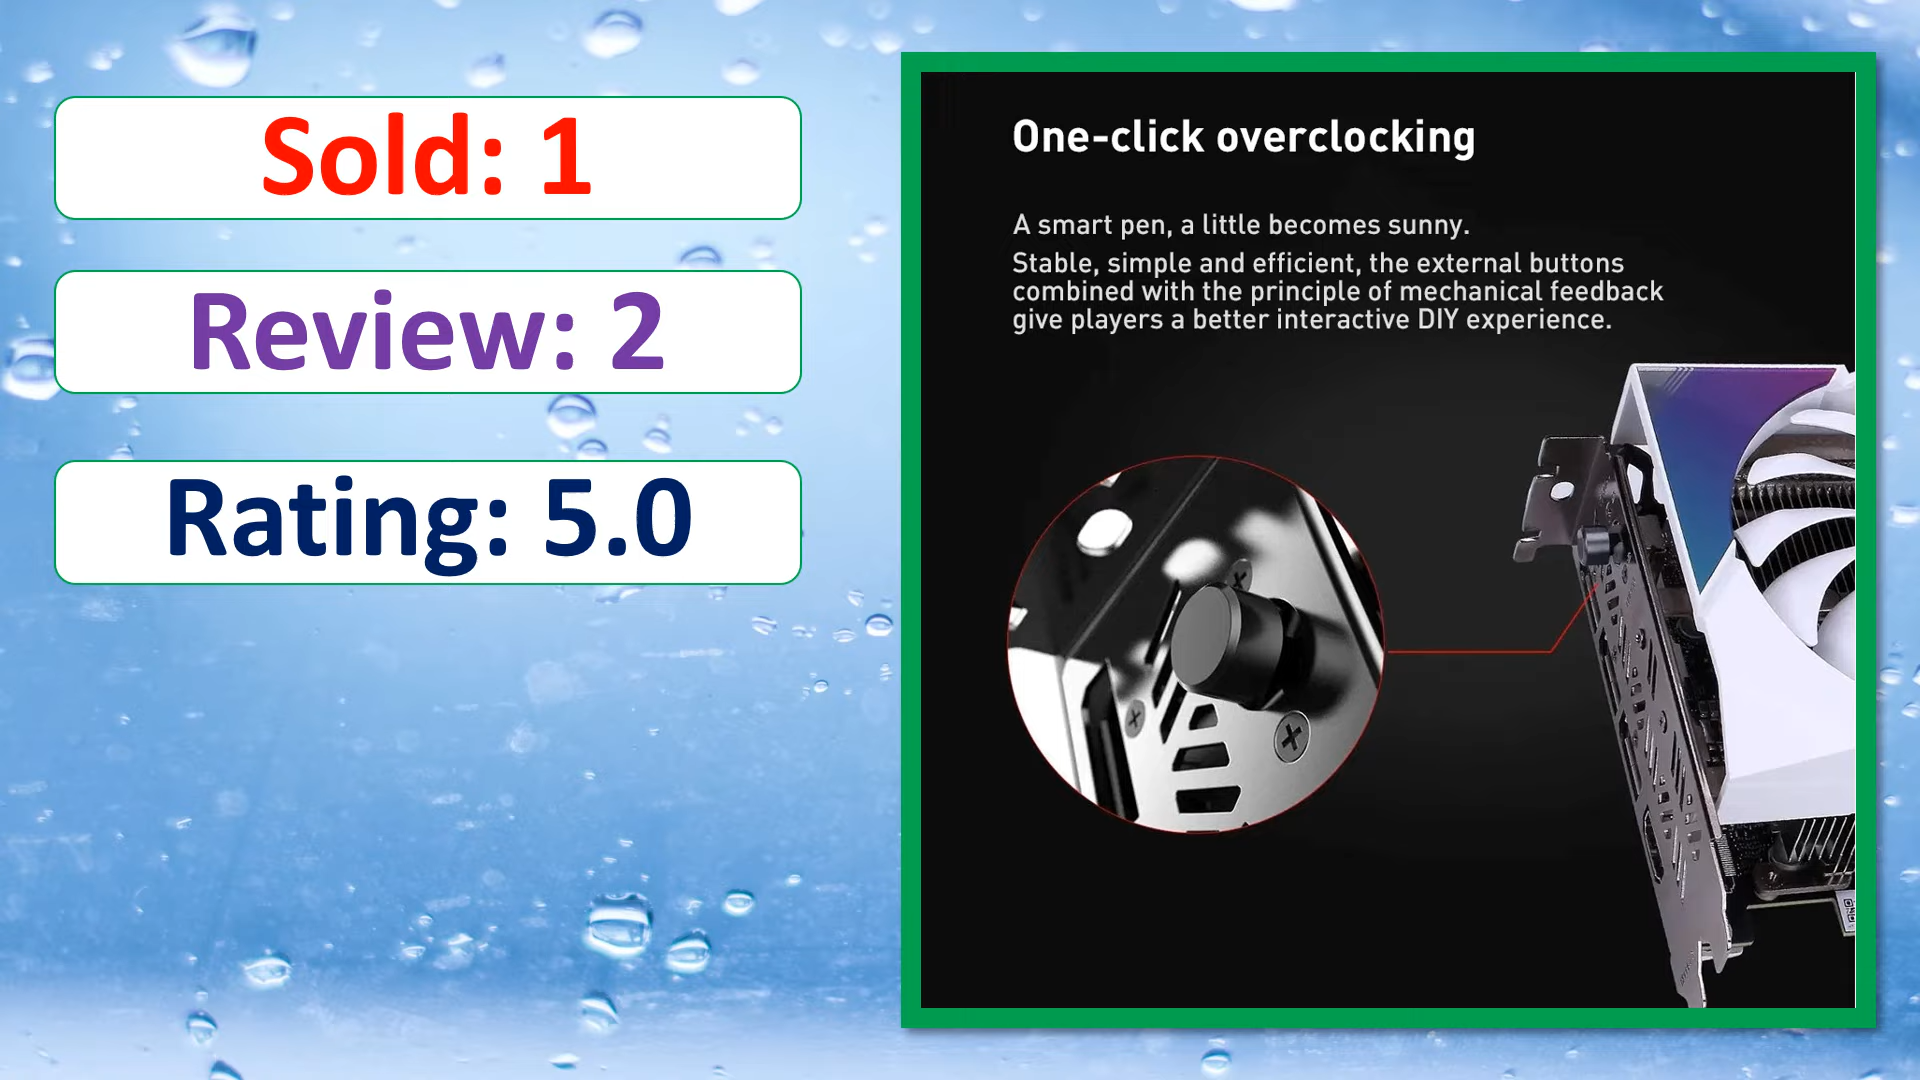 Sold: 1
Review: 2
Rating: 5.0
One-click overclocking
A smart pen, a little becomes sunny.
Stable, simple and efficient, the external buttons
combined with the principle of mechanical feedback
give players a better interactive DIY experience.